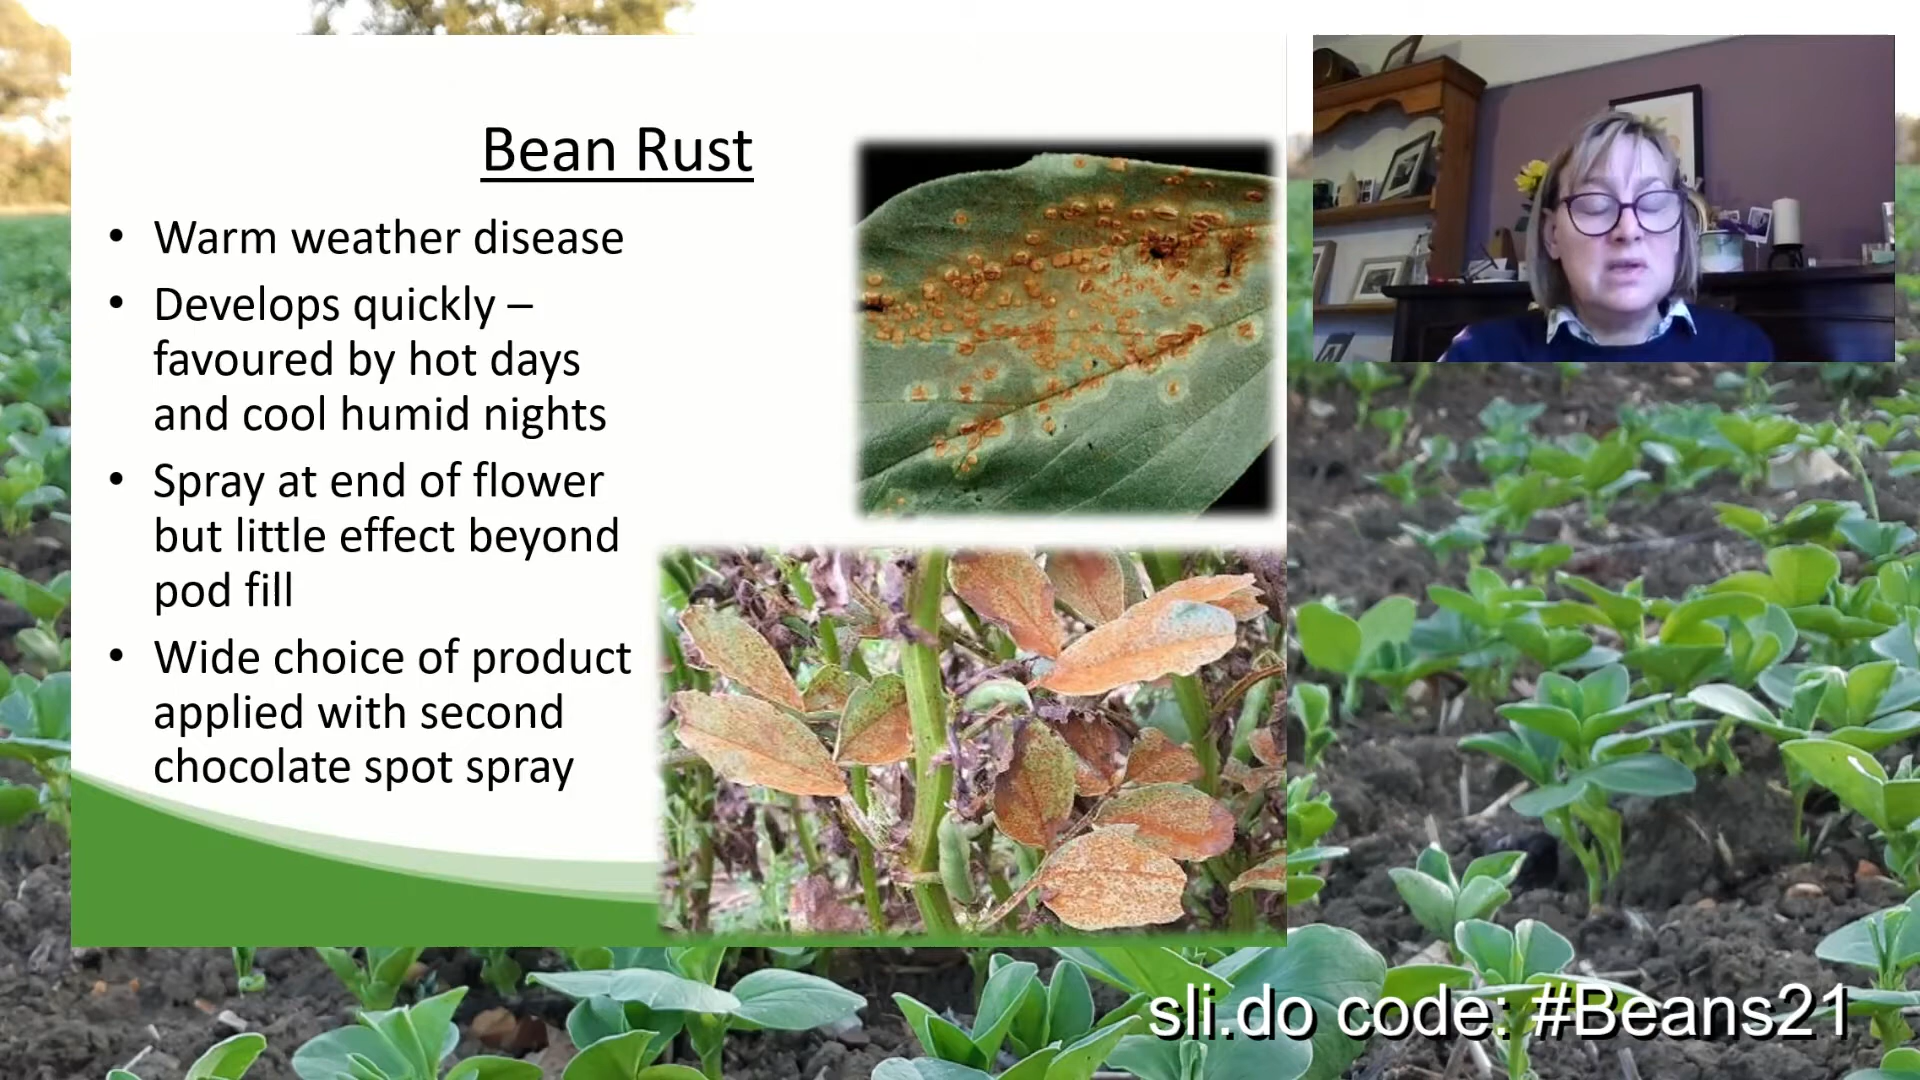 Bean Rust
• Warm weather disease
• Develops quickly –
favoured by hot days
and cool humid nights
• Spray at end of flower
but little effect beyond
pod fill
• Wide choice of product
applied with second
chocolate spot spray
sli.do code: #Beans21